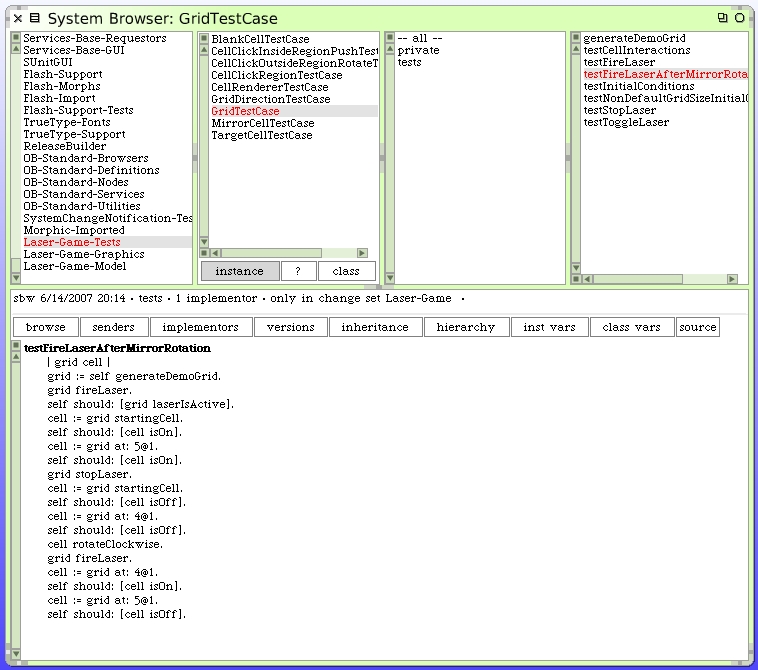 System Browser: GridTestCase
Services-Base-Requestors
Services-Base-GUI
SUnitGUI
Flash-Support
Flash-Morphs
Flash-Import
Flash-Support-Tests
TrueType-Fonts
TrueType-Support
ReleaseBuilder
OB-Standard-Browsers
OB-Standard-Definitions
OB-Standard-Nodes
OB-Standard-Services
OB-Standard-Utilities
SystemChangeNotification-Tes
Morphic-Imported
Laser-Game-Tests
Laser-Game-Graphics
Laser-Game-Model
BlankCellTestCase
CellClickInsideRegionPushTest
CellClickOutsideRegionRotateT
CellClickRegionTestCase
CellRendererTestCase
GridDirectionTestCase
GridTestCase
MirrorCellTestCase
TargetCellTestCase
instance ? class
-- all --
private
tests
generateDemoGrid
testCellInteractions
testFireLaser
testFireLaserAfterMirrorRota
testInitialConditions
testNonDefaultGridSizeInitial
testStopLaser
testToggleLaser
sbw 6/14/2007 20:14 · tests · 1 implementor · only in change set Laser-Game ·
browse senders implementors versions inheritance hierarchy inst vars class vars source
testFireLaserAfterMirrorRotation
| grid cell |
grid := self generateDemoGrid.
grid fireLaser.
self should: [grid laserIsActive].
cell := grid startingCell.
self should: [cell isOn].
cell := grid at: 5@1.
self should: [cell isOn].
grid stopLaser.
cell := grid startingCell.
self should: [cell isOff].
cell := grid at: 4@1.
self should: [cell isOff].
cell rotateClockwise.
grid fireLaser.
cell := grid at: 4@1.
self should: [cell isOn].
cell := grid at: 5@1.
self should: [cell isOff].